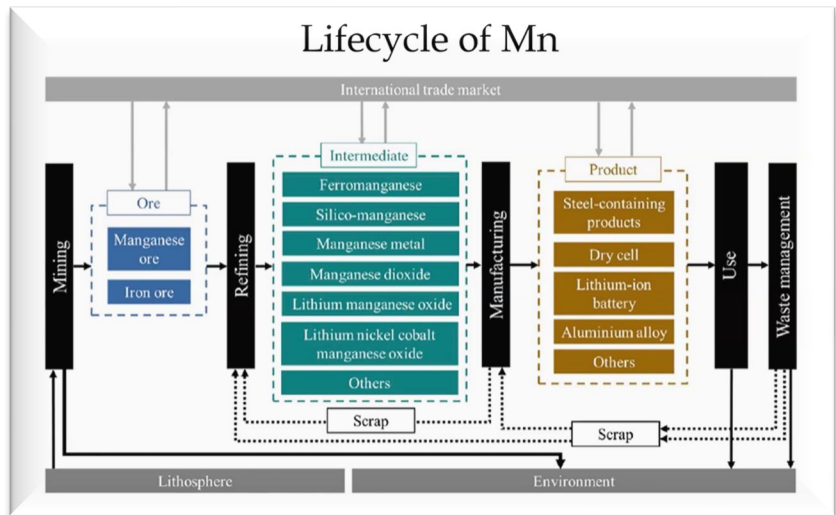 Lifecycle of Mn
International trade market
Mining
Ore
Manganese
ore
Iron ore
Refining
Intermediate
Ferromanganese
Silico-manganese
Manganese metal
Manganese dioxide
Lithium manganese oxide
Lithium nickel cobalt
manganese oxide
Others
Manufacturing
Product
Steel-containing
products
Dry cell
Lithium-ion
battery
Aluminium alloy
Others
Use
Waste management
Scrap
Scrap
Lithosphere
Environment